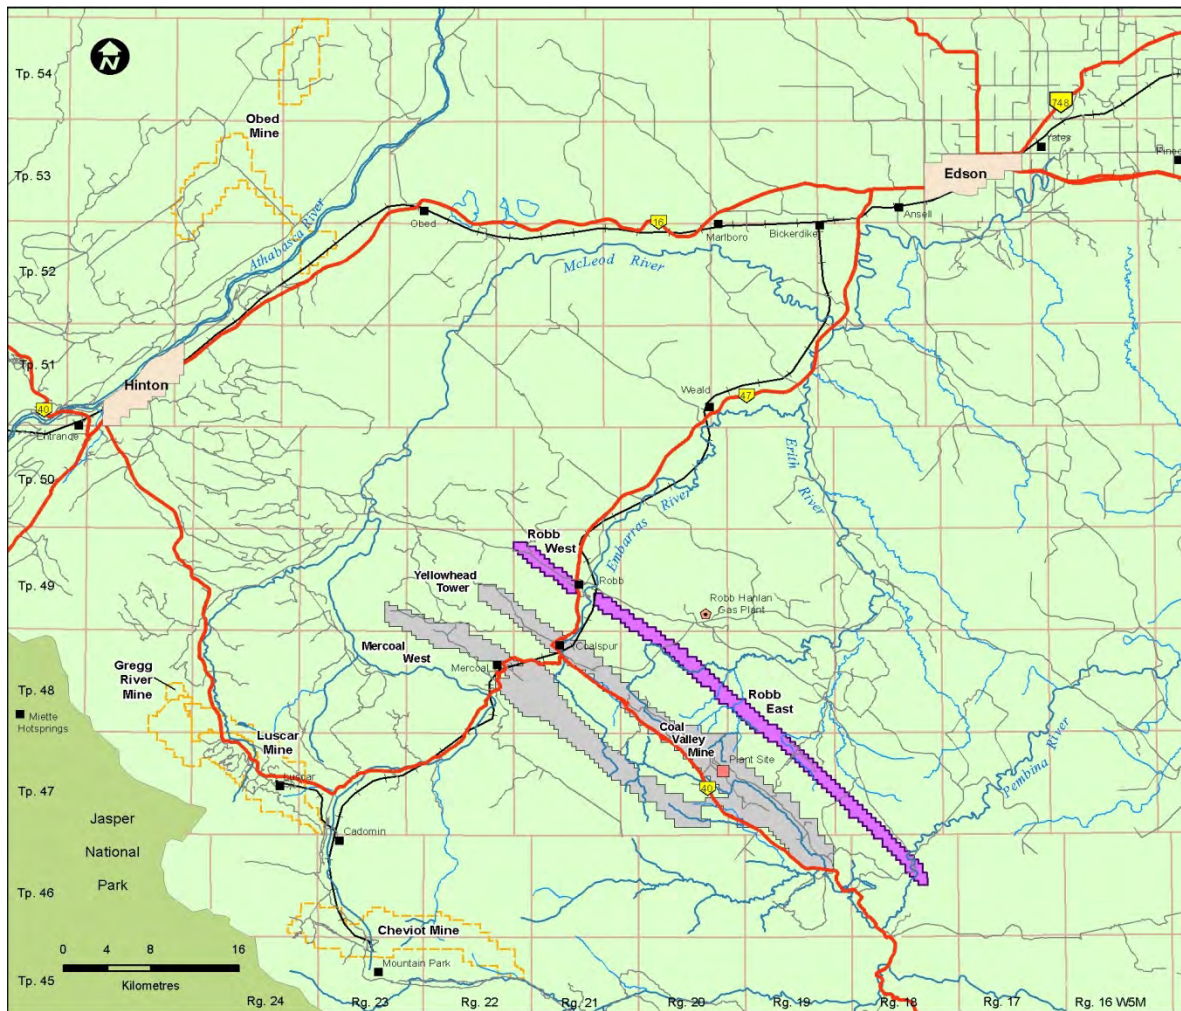 N
Tp. 54
Obed
Mine
748
Yates
Edson
Tp. 53
Athabasca River
Obed
16
Marlboro
Bickerdike
Ansell
Tp. 52
McLeod River
Tp. 51
Hinton
40
Entrance
Weald
47
Tp. 50
Erith River
Embarras River
Robb
West
Tp. 49
Yellowhead
Tower
Robb
Robb Hanlan
Gas Plant
Mercoal
West
Coalspur
Mercoal
Gregg
River
Mine
Tp. 48
Robb
East
Miette
Hotsprings
Luscar
Mine
Coal
Valley
Mine
Plant Site
Pembina River
Luscar
40
Tp. 47
Jasper
National
Park
Cadomin
Tp. 46
Cheviot Mine
0 4 8 16
Kilometres
Mountain Park
Tp. 45
Rg. 24 Rg. 23 Rg. 22 Rg. 21 Rg. 20 Rg. 19 Rg. 18 Rg. 17 Rg. 16 W5M